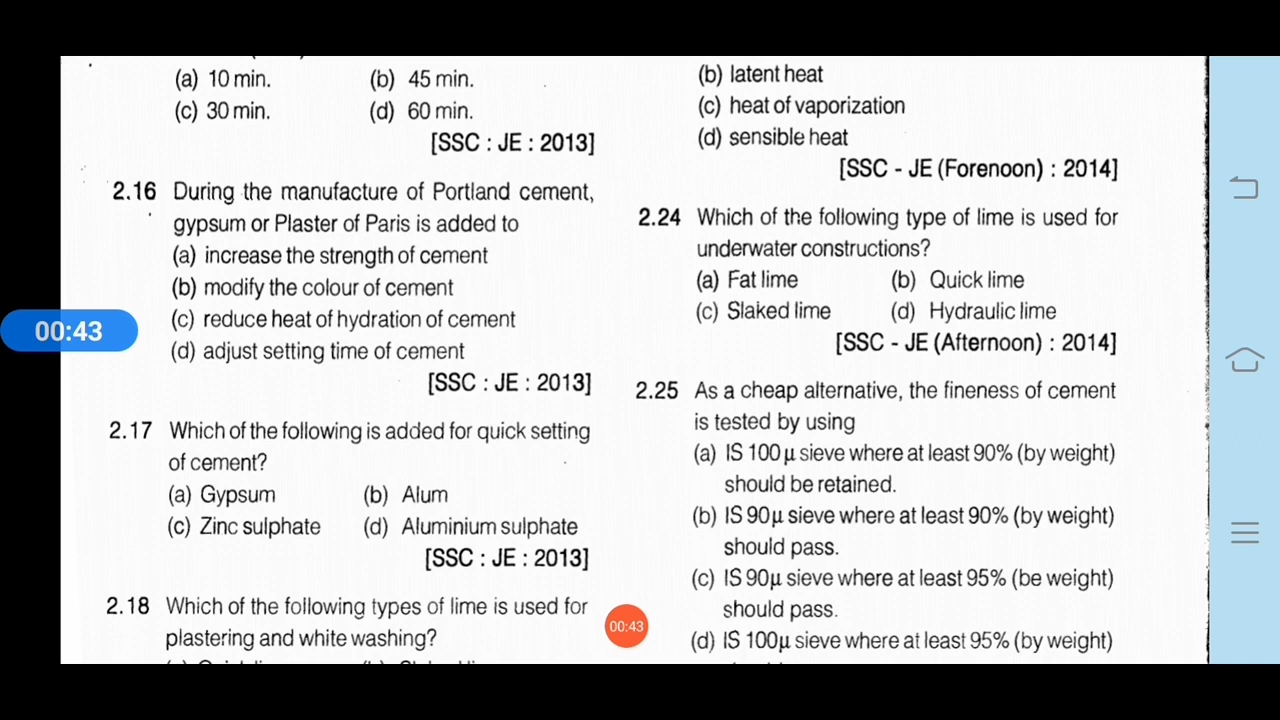 (a) 10 min. (b) 45 min.
(c) 30 min. (d) 60 min.
[SSC : JE : 2013]
2.16 During the manufacture of Portland cement,
gypsum or Plaster of Paris is added to
(a) increase the strength of cement
(b) modify the colour of cement
(c) reduce heat of hydration of cement
(d) adjust setting time of cement
[SSC : JE : 2013]
2.17 Which of the following is added for quick setting
of cement?
(a) Gypsum (b) Alum
(c) Zinc sulphate (d) Aluminium sulphate
[SSC : JE : 2013]
2.18 Which of the following types of lime is used for
plastering and white washing?
(b) latent heat
(c) heat of vaporization
(d) sensible heat
[SSC - JE (Forenoon) : 2014]
2.24 Which of the following type of lime is used for
underwater constructions?
(a) Fat lime (b) Quick lime
(c) Slaked lime (d) Hydraulic lime
[SSC - JE (Afternoon) : 2014]
2.25 As a cheap alternative, the fineness of cement
is tested by using
(a) IS 100 µ sieve where at least 90% (by weight)
should be retained.
(b) IS 90µ sieve where at least 90% (by weight)
should pass.
(c) IS 90µ sieve where at least 95% (be weight)
should pass.
(d) IS 100µ sieve where at least 95% (by weight)
00:43
00:43